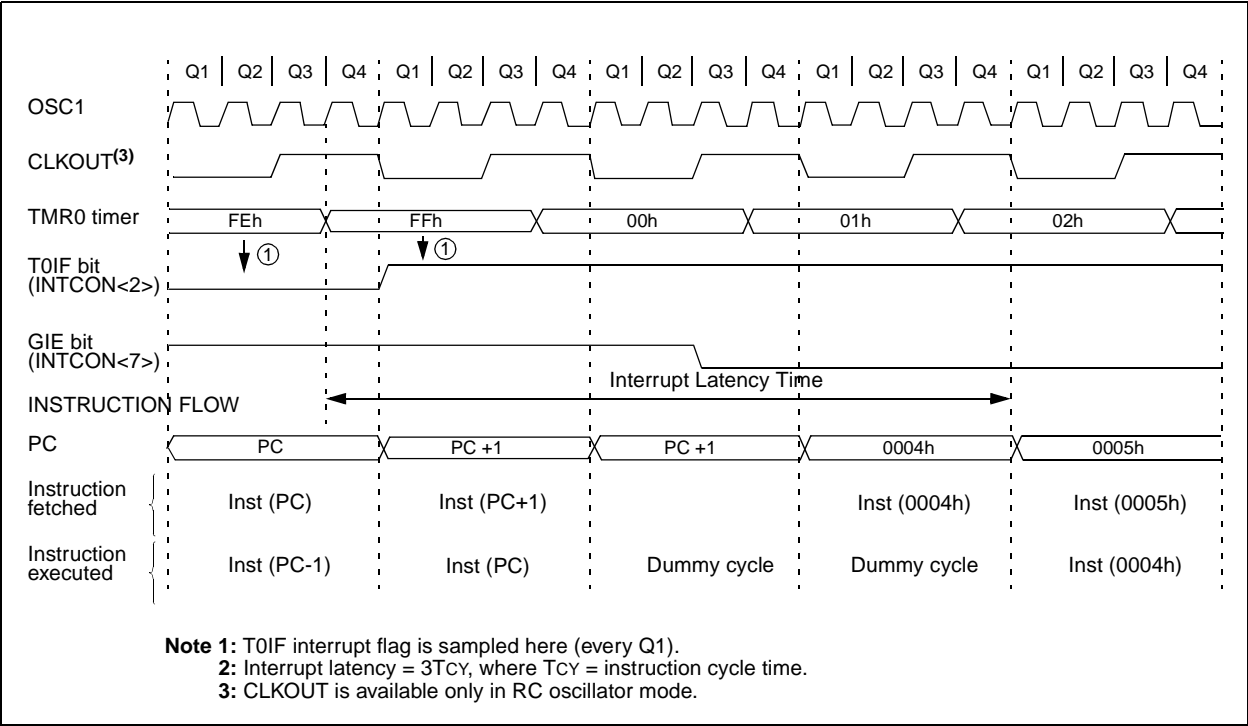 Q1 Q2 Q3 Q4 Q1 Q2 Q3 Q4 Q1 Q2 Q3 Q4 Q1 Q2 Q3 Q4 Q1 Q2 Q3 Q4
OSC1
CLKOUT(3)
TMR0 timer FEh FFh 00h 01h 02h
1 1
T0IF bit
(INTCON<2>)
GIE bit
(INTCON<7>)
Interrupt Latency Time
INSTRUCTION FLOW
PC PC PC +1 PC +1 0004h 0005h
Instruction
fetched Inst (PC) Inst (PC+1) Inst (0004h) Inst (0005h)
Instruction
executed Inst (PC-1) Inst (PC) Dummy cycle Dummy cycle Inst (0004h)
Note 1: T0IF interrupt flag is sampled here (every Q1).
2: Interrupt latency = 3TCY, where TCY = instruction cycle time.
3: CLKOUT is available only in RC oscillator mode.